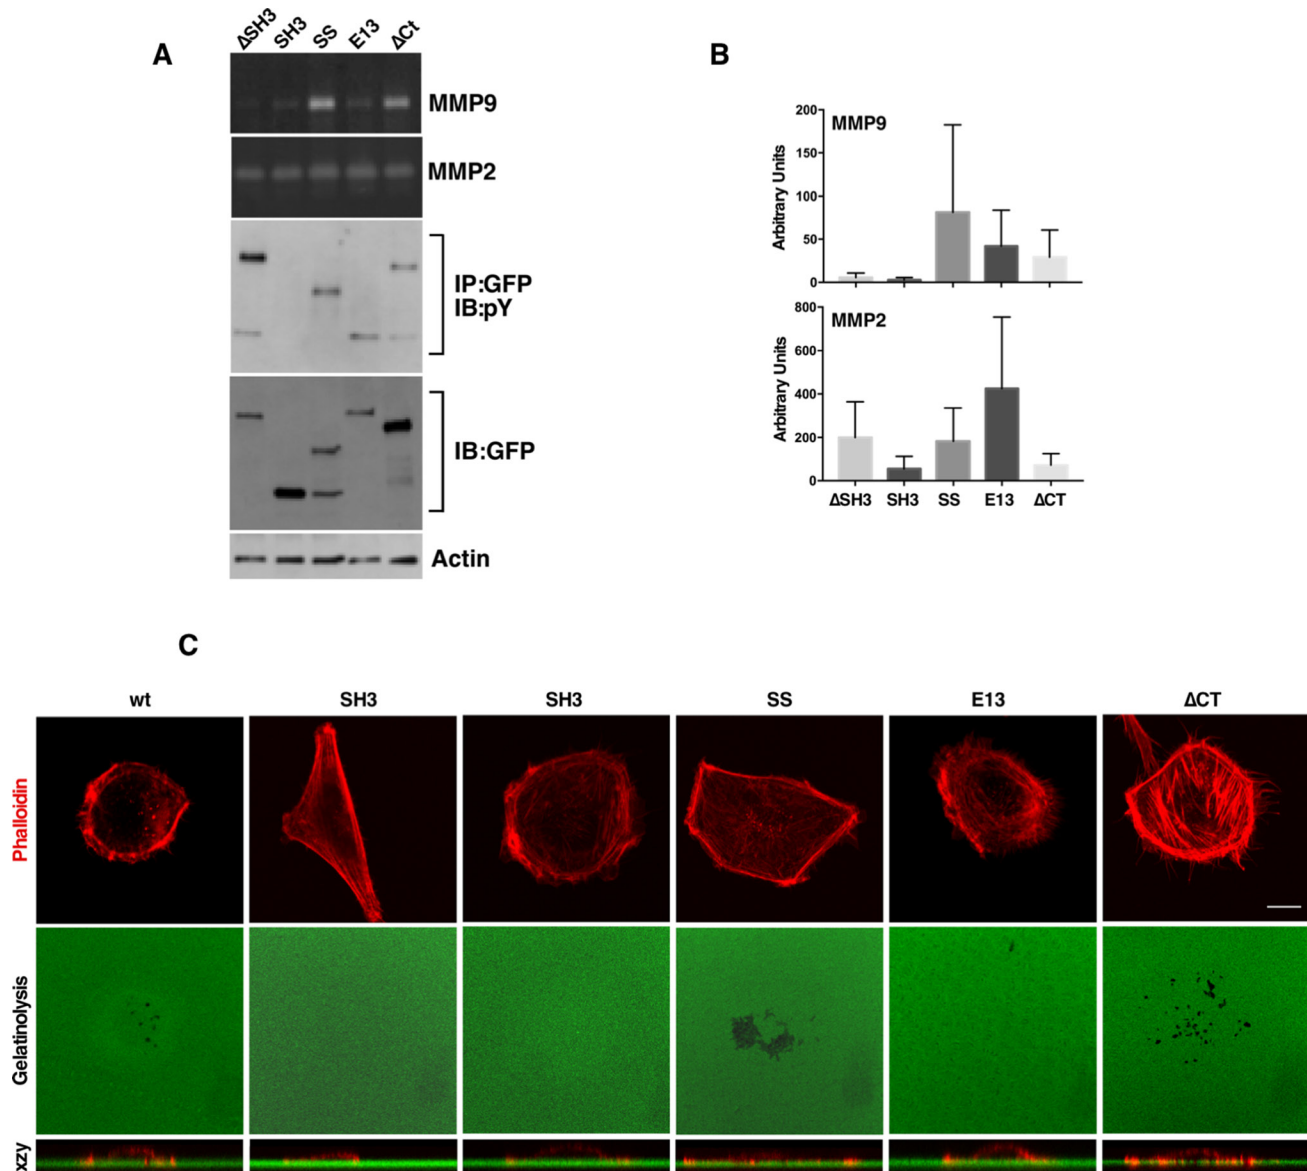 A
ΔSH3 SH3 SS E13 ΔCt
MMP9
MMP2
IP:GFP
IB:pY
IB:GFP
Actin
B
MMP9
Arbitrary Units
200
150
100
50
0
MMP2
Arbitrary Units
800
600
400
200
0
ΔSH3 SH3 SS E13 ΔCT
C
wt SH3 SH3 SS E13 ΔCT
Phalloidin
Gelatinolysis
xzy